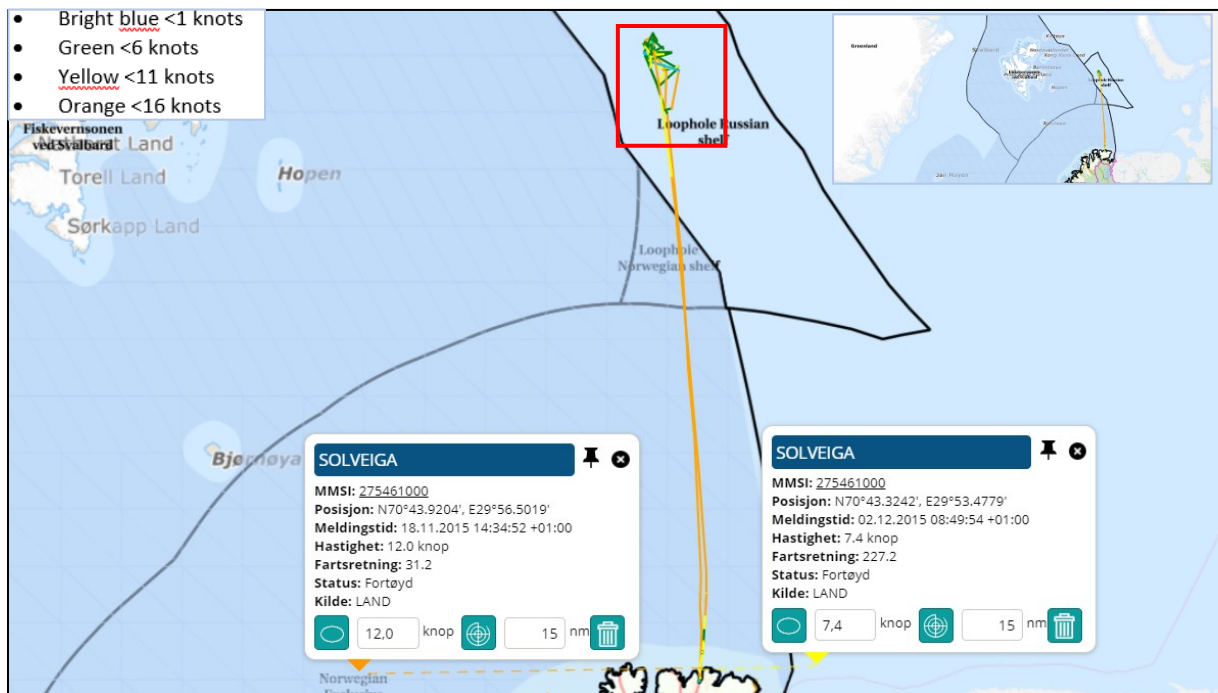 • Bright blue <1 knots
• Green <6 knots
• Yellow <11 knots
• Orange <16 knots
Fiskevernsonen
ved Svalbard
Land
Torell Land
Sørkapp Land
Hopen
Loophole Russian
shelf
Loophole
Norwegian shelf
Bjørnøya
Greenland
Svalbard
Hopen
Bjørnøya
Jan Mayen
SOLVEIGA
MMSI: 275461000
Posisjon: N70°43.9204', E29°56.5019'
Meldingstid: 18.11.2015 14:34:52 +01:00
Hastighet: 12.0 knop
Fartsretning: 31.2
Status: Fortøyd
Kilde: LAND
12,0 knop 15 nm
SOLVEIGA
MMSI: 275461000
Posisjon: N70°43.3242', E29°53.4779'
Meldingstid: 02.12.2015 08:49:54 +01:00
Hastighet: 7.4 knop
Fartsretning: 227.2
Status: Fortøyd
Kilde: LAND
7,4 knop 15 nm
Norwegian